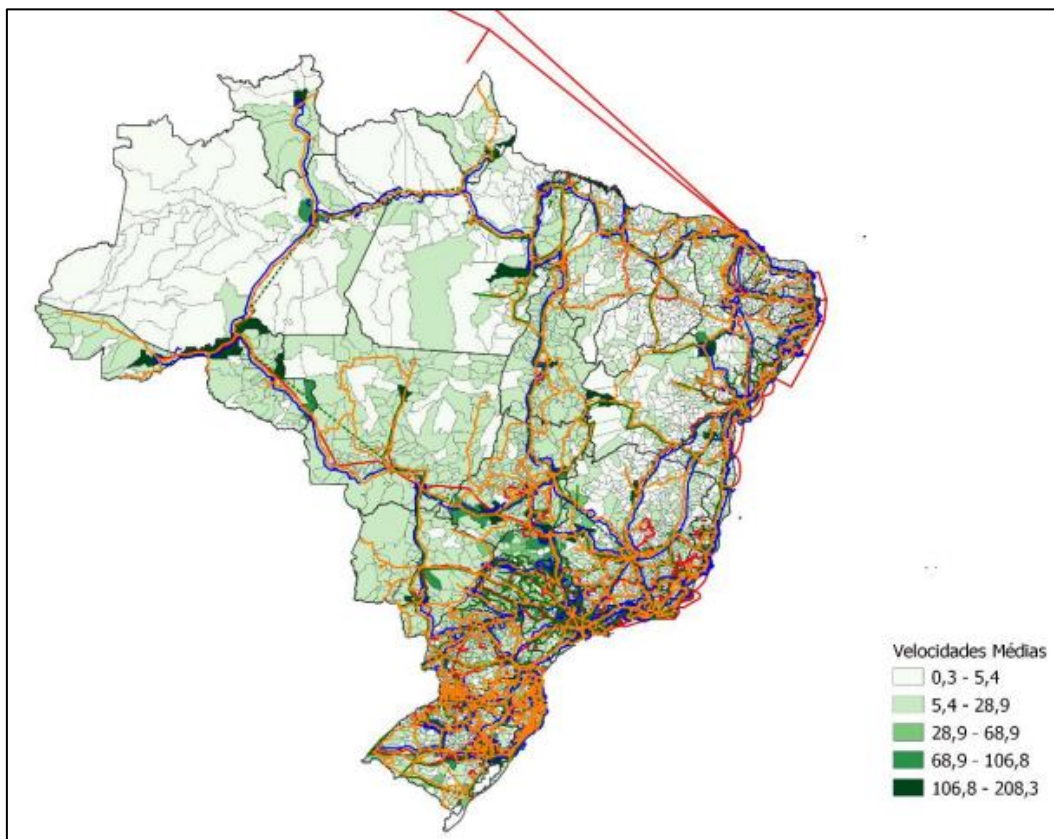 Velocidades Médias
0,3 - 5,4
5,4 - 28,9
28,9 - 68,9
68,9 - 106,8
106,8 - 208,3